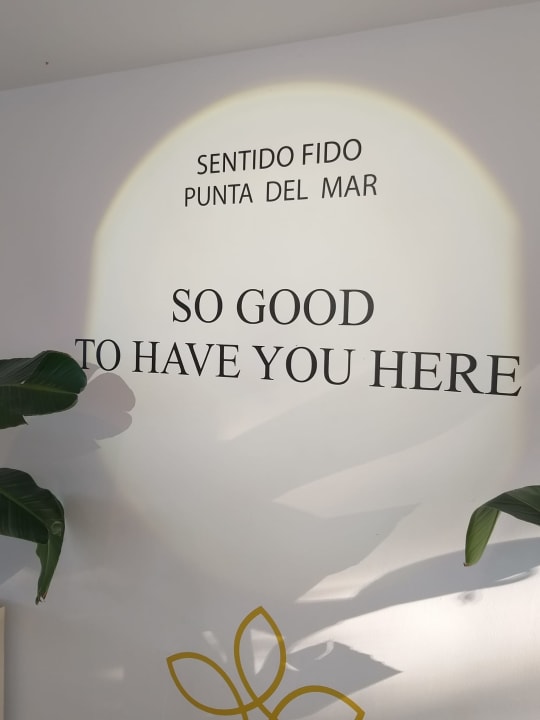 SENTIDO FIDO
PUNTA DEL MAR
SO GOOD
TO HAVE YOU HERE